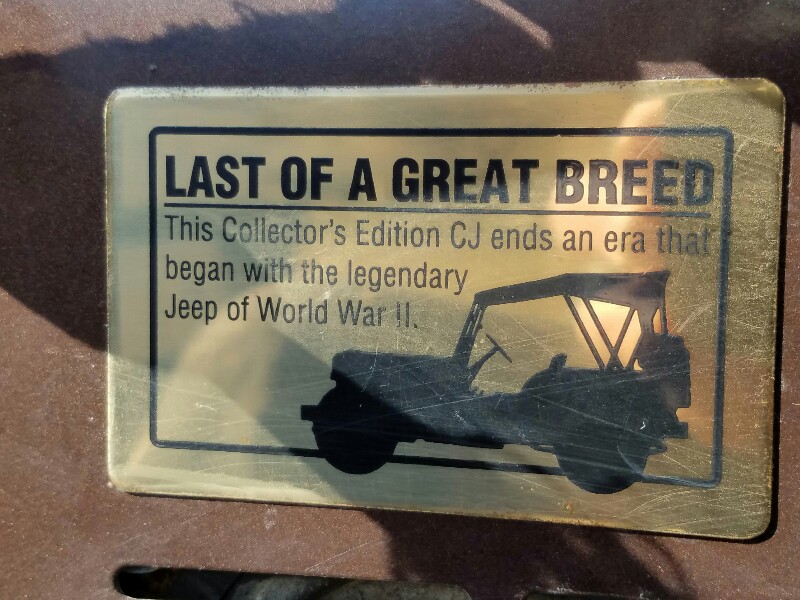 LAST OF A GREAT BREED
This Collector's Edition CJ ends an era that
began with the legendary
Jeep of World War II.